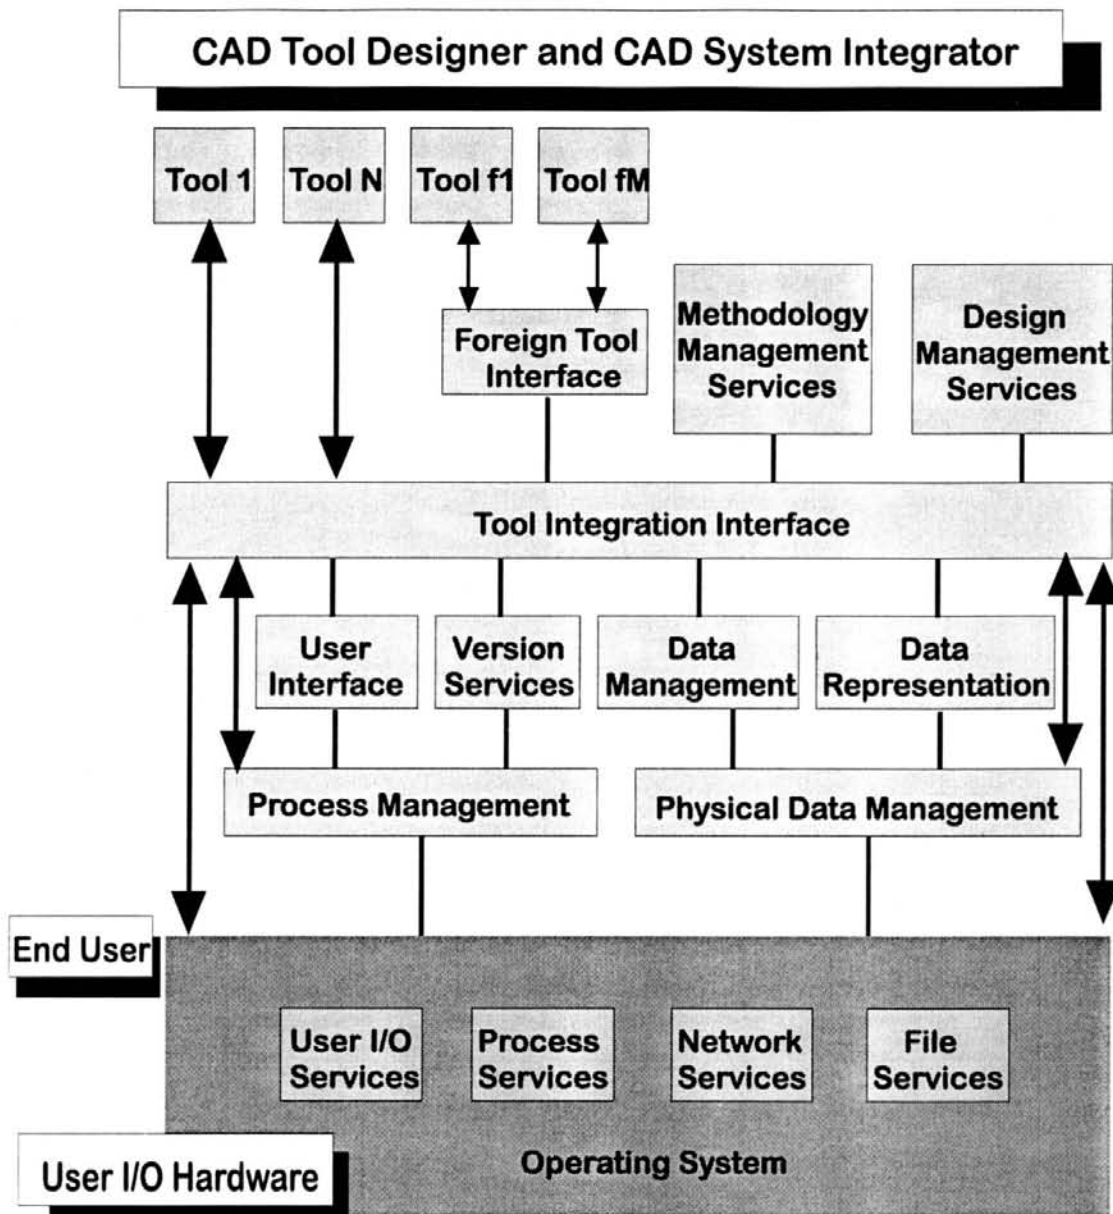 CAD Tool Designer and CAD System Integrator
Tool 1
Tool N
Tool f1
Tool fM
Foreign Tool
Interface
Methodology
Management
Services
Design
Management
Services
Tool Integration Interface
User
Interface
Version
Services
Data
Management
Data
Representation
Process Management
Physical Data Management
End User
User I/O
Services
Process
Services
Network
Services
File
Services
Operating System
User I/O Hardware